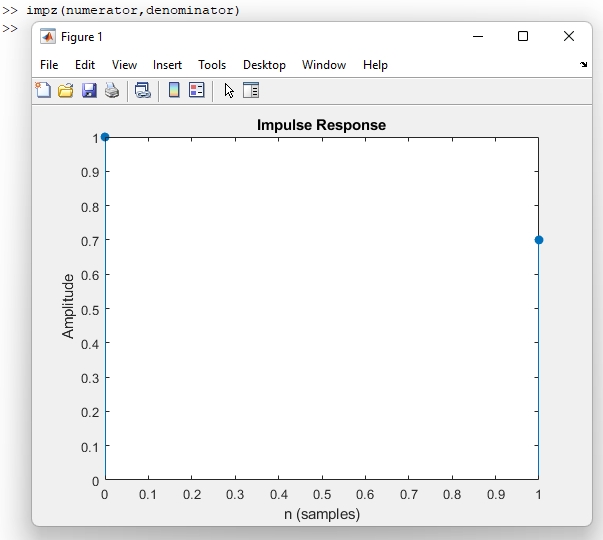 >> impz(numerator,denominator)
>>
Figure 1
File Edit View Insert Tools Desktop Window Help
Impulse Response
1
0.9
0.8
0.7
0.6
0.5
0.4
0.3
0.2
0.1
0
Amplitude
0 0.1 0.2 0.3 0.4 0.5 0.6 0.7 0.8 0.9 1
n (samples)